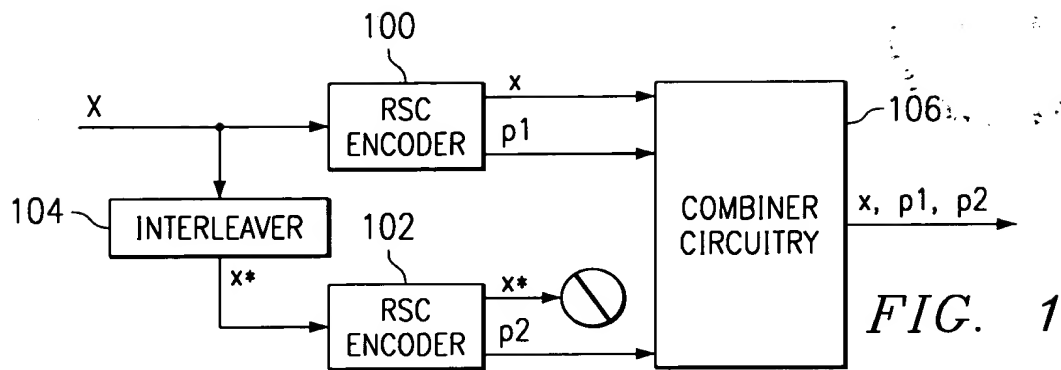 100
X
RSC
ENCODER
x
p1
106
104
INTERLEAVER
x*
102
RSC
ENCODER
x*
p2
COMBINER
CIRCUITRY
x, p1, p2
FIG. 1